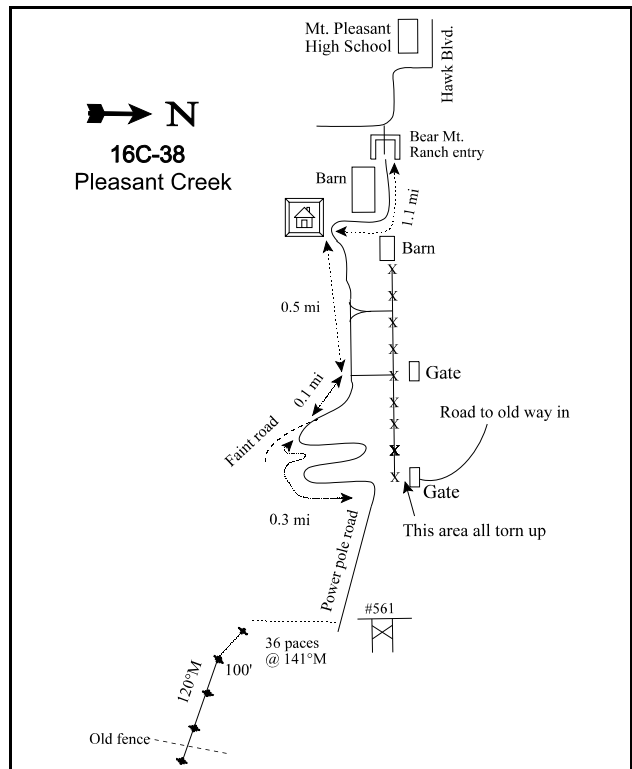 Mt. Pleasant
High School
Hawk Blvd.
N
16C-38
Pleasant Creek
Bear Mt.
Ranch entry
Barn
1.1 mi
Barn
0.5 mi
Gate
0.1 mi
Road to old way in
Faint road
Gate
0.3 mi
This area all torn up
Power pole road
#561
36 paces
@ 141°M
100'
120°M
Old fence
X
X
X
X
X
X
X
X
X